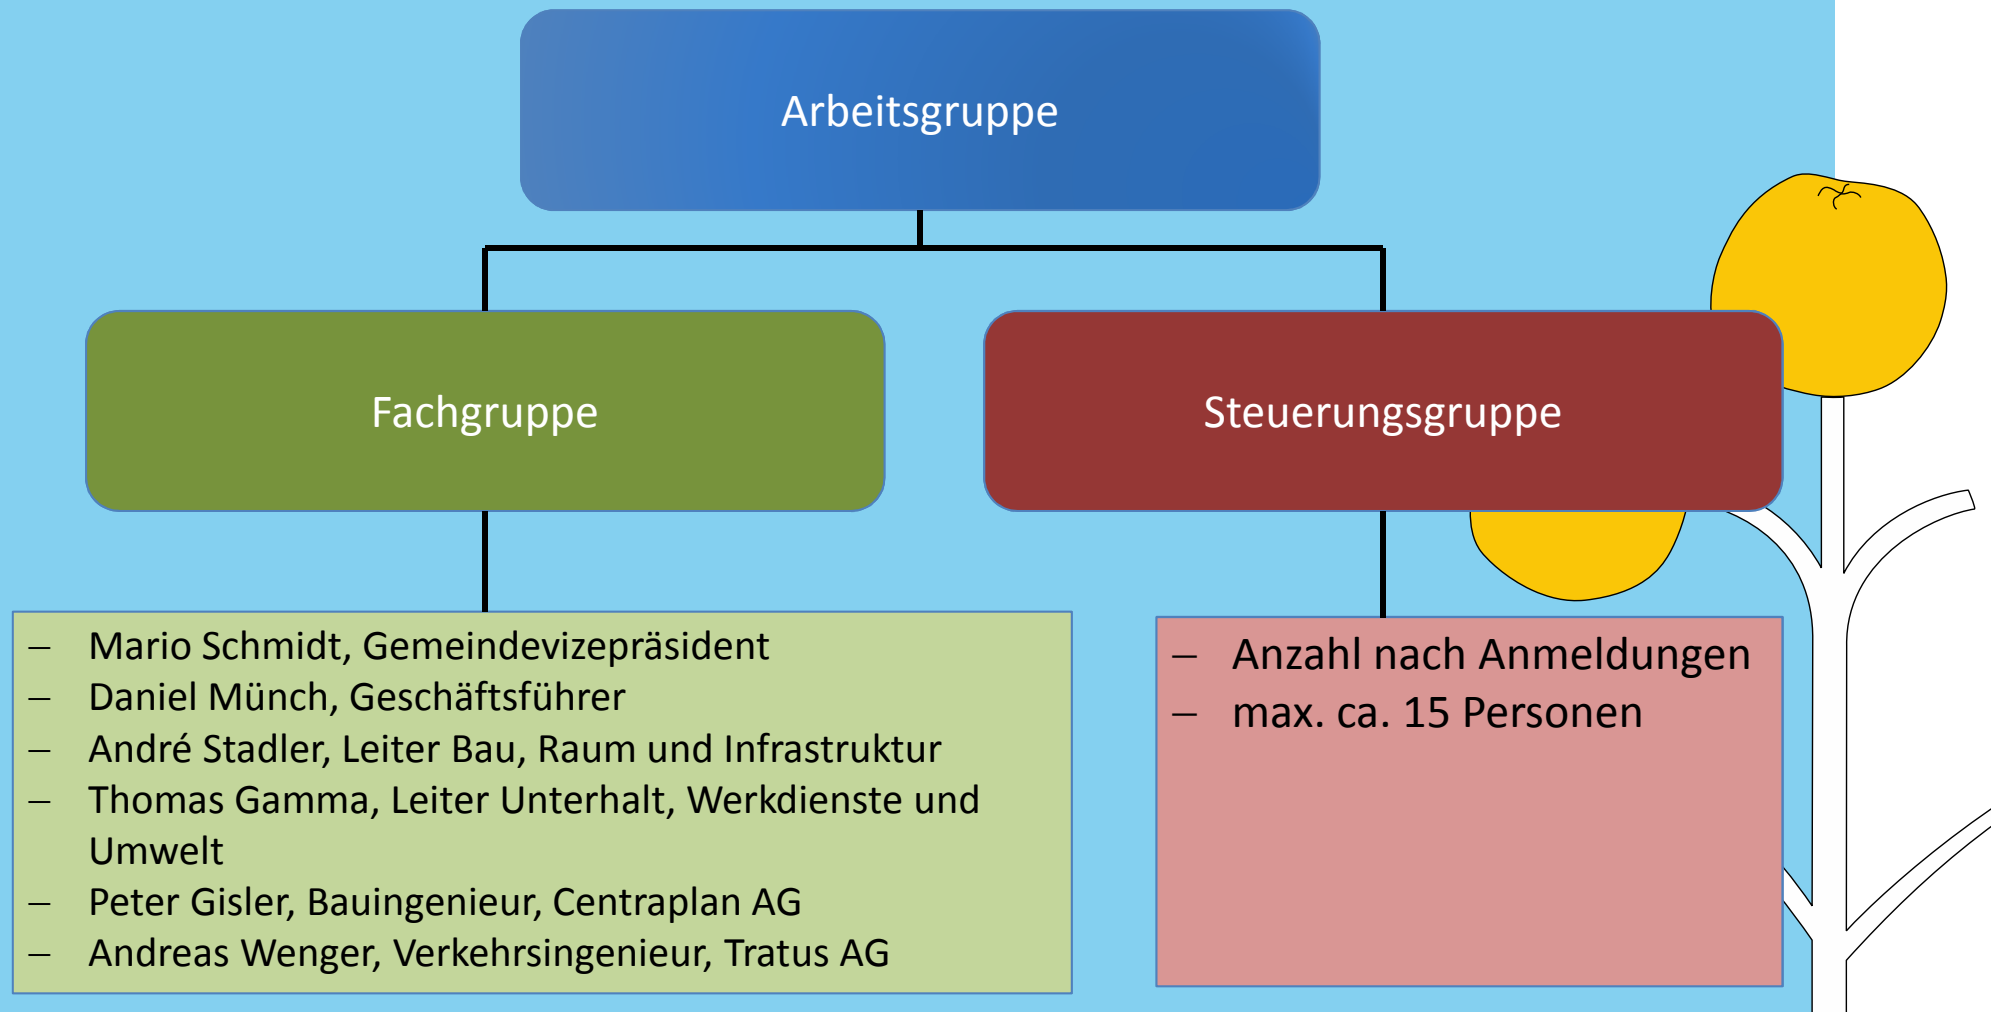 Arbeitsgruppe
Fachgruppe
Steuerungsgruppe
– Mario Schmidt, Gemeindevizepräsident
– Daniel Münch, Geschäftsführer
– André Stadler, Leiter Bau, Raum und Infrastruktur
– Thomas Gamma, Leiter Unterhalt, Werkdienste und
Umwelt
– Peter Gisler, Bauingenieur, Centraplan AG
– Andreas Wenger, Verkehrsingenieur, Tratus AG
– Anzahl nach Anmeldungen
– max. ca. 15 Personen